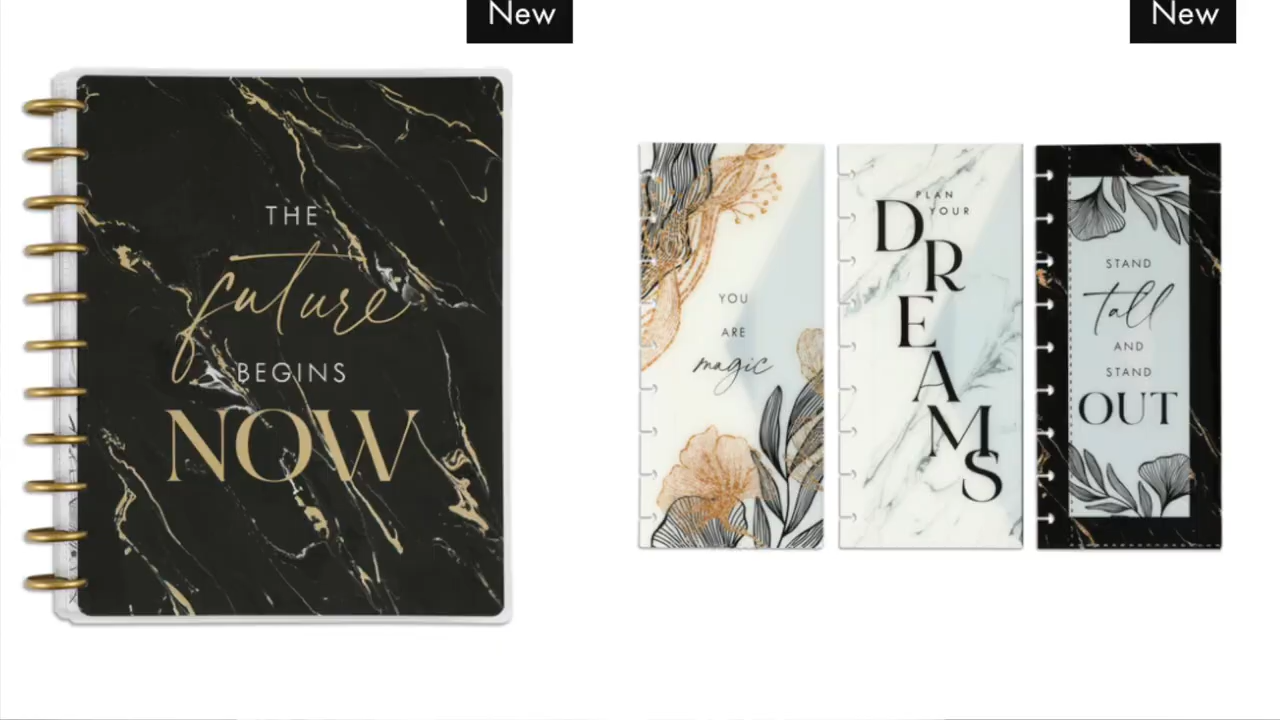 New
New
THE
future
BEGINS
NOW
YOU
ARE
magic
PLAN
YOUR
DREAMS
STAND
tall
AND
STAND
OUT